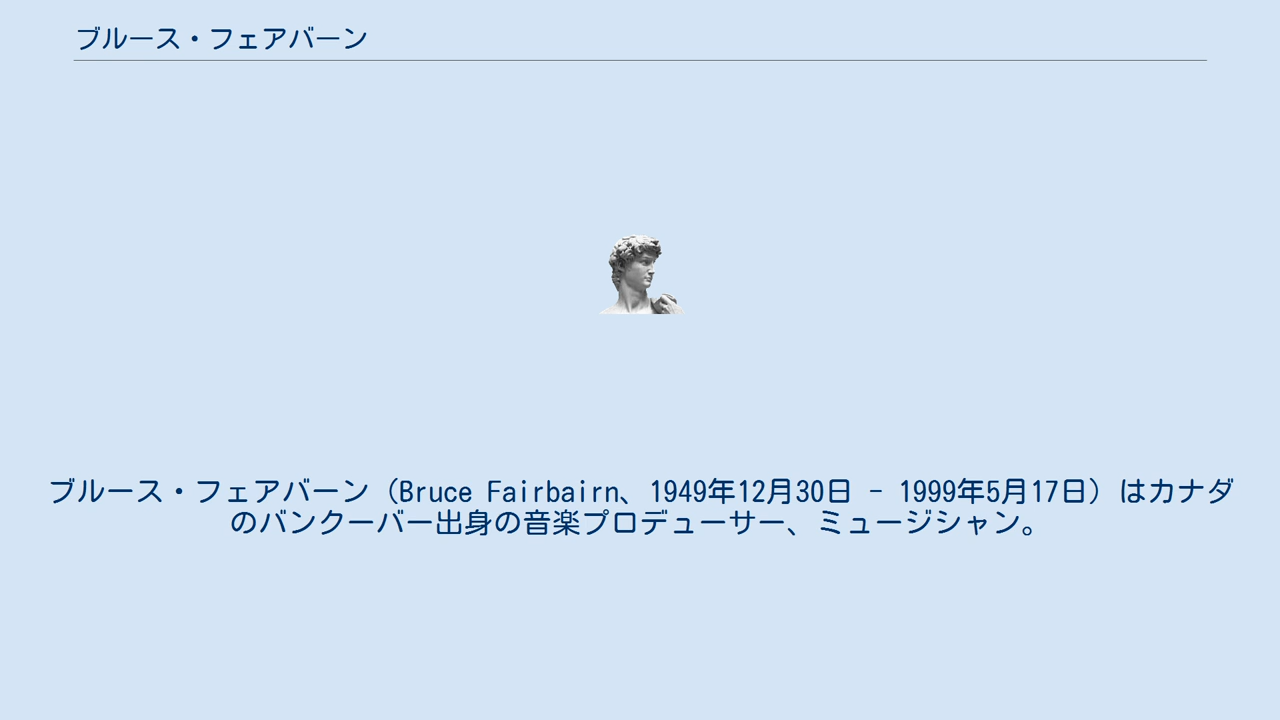 ブルース・フェアバーン
ブルース・フェアバーン（Bruce Fairbairn、1949年12月30日 - 1999年5月17日）はカナダ
のバンクーバー出身の音楽プロデューサー、ミュージシャン。